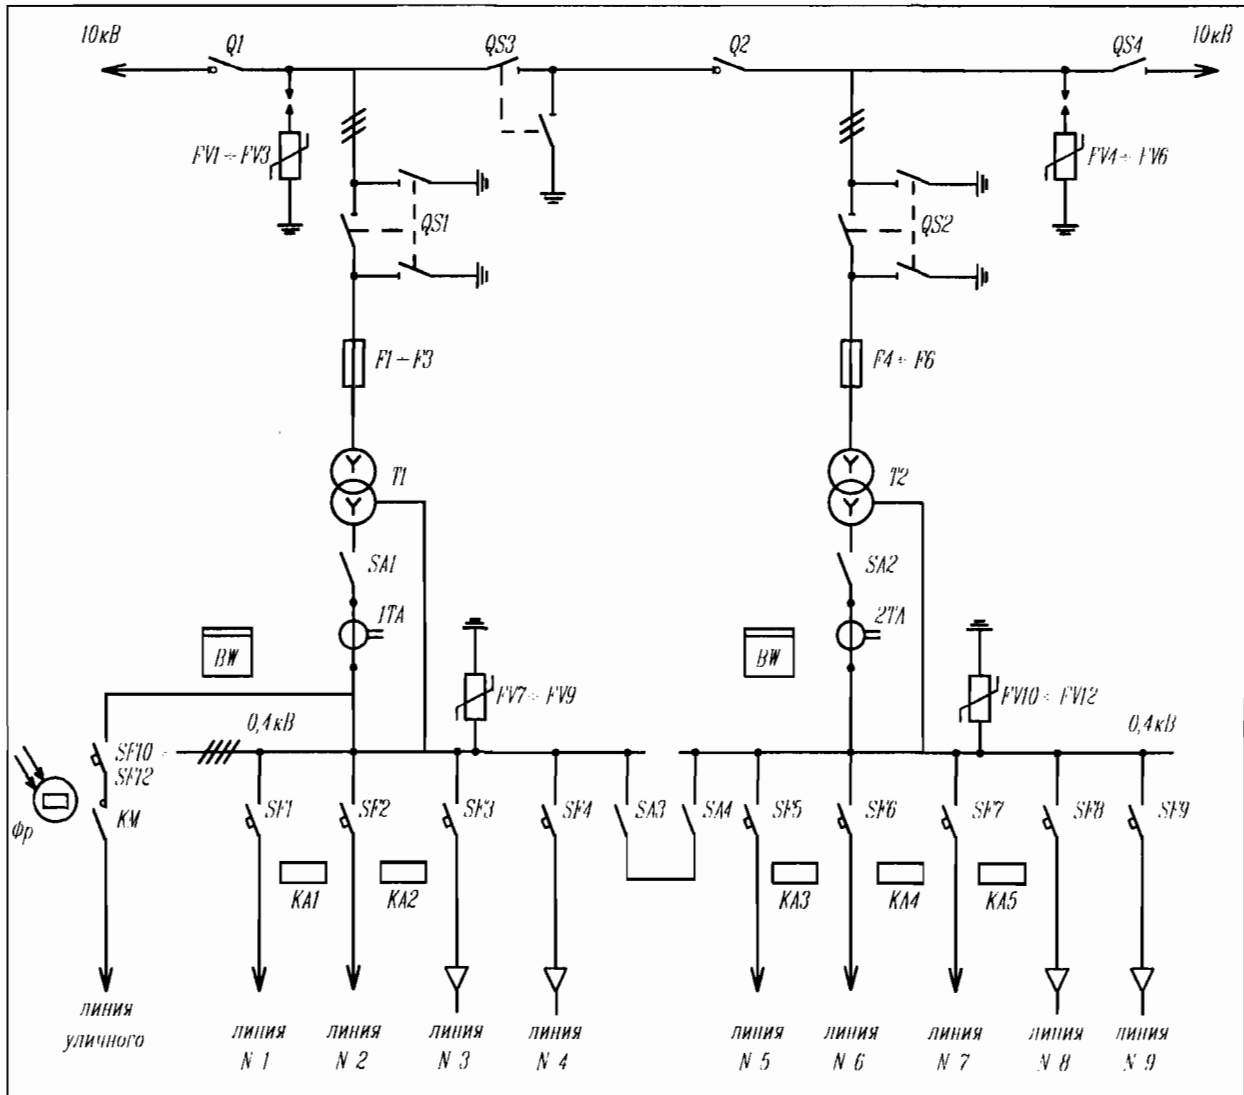 10кВ
Q1
QS3
Q2
QS4
10кВ
FV1 ÷ FV3
FV4 ÷ FV6
QS1
QS2
F1 ÷ F3
F4 ÷ F6
T1
T2
SA1
SA2
1TA
2TA
BW
BW
FV7 ÷ FV9
FV10 ÷ FV12
0,4кВ
0,4кВ
SF10 ÷
SF12
Фр
KM
SF1
SF2
SF3
SF4
SA3
SA4
SF5
SF6
SF7
SF8
SF9
KA1
KA2
KA3
KA4
KA5
линия
уличного
линия
N 1
линия
N 2
линия
N 3
линия
N 4
линия
N 5
линия
N 6
линия
N 7
линия
N 8
линия
N 9